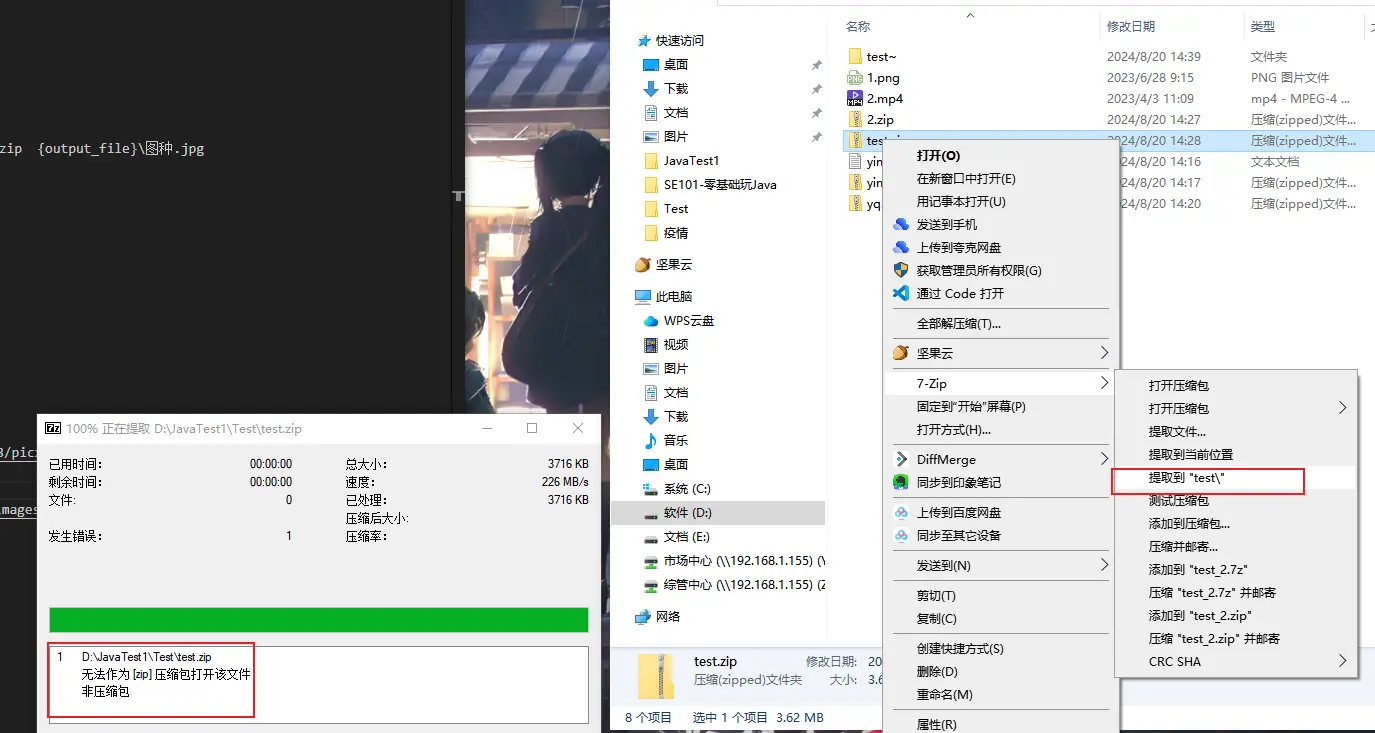 zip {output_file}\图种.jpg
3/pic
mages
T
100% 正在提取 D:\JavaTest1\Test\test.zip
已用时间: 00:00:00 总大小: 3716 KB
剩余时间: 00:00:00 速度: 226 MB/s
文件: 0 已处理: 3716 KB
压缩后大小:
发生错误: 1 压缩率:
1 D:\JavaTest1\Test\test.zip
无法作为 [zip] 压缩包打开该文件
非压缩包
快速访问
桌面
下载
文档
图片
JavaTest1
SE101-零基础玩Java
Test
疫情
坚果云
此电脑
WPS云盘
视频
图片
文档
下载
音乐
桌面
系统 (C:)
软件 (D:)
文档 (E:)
市场中心 (\\192.168.1.155) (Y
综管中心 (\\192.168.1.155) (Z
网络
名称 修改日期 类型
test~ 2024/8/20 14:39 文件夹
1.png 2023/6/28 9:15 PNG 图片文件
2.mp4 2023/4/3 11:09 mp4 - MPEG-4 ...
2.zip 2024/8/20 14:27 压缩(zipped)文件...
2024/8/20 14:28 压缩(zipped)文件...
yin 24/8/20 14:16 文本文档
yin 24/8/20 14:17 压缩(zipped)文件...
yq 24/8/20 14:20 压缩(zipped)文件...
打开(O)
在新窗口中打开(E)
用记事本打开(U)
发送到手机
上传到夸克网盘
获取管理员所有权限(G)
通过 Code 打开
全部解压缩(T)...
坚果云
7-Zip
固定到"开始"屏幕(P)
打开方式(H)...
DiffMerge
同步到印象笔记
上传到百度网盘
同步至其它设备
发送到(N)
剪切(T)
复制(C)
创建快捷方式(S)
删除(D)
重命名(M)
属性(R)
打开压缩包
打开压缩包
提取文件...
提取到当前位置
提取到 "test\"
测试压缩包
添加到压缩包...
压缩并邮寄...
添加到 "test_2.7z"
压缩 "test_2.7z" 并邮寄
添加到 "test_2.zip"
压缩 "test_2.zip" 并邮寄
CRC SHA
test.zip 修改日期: 20
压缩(zipped)文件夹 大小: 3.6
8 个项目 选中 1 个项目 3.62 MB